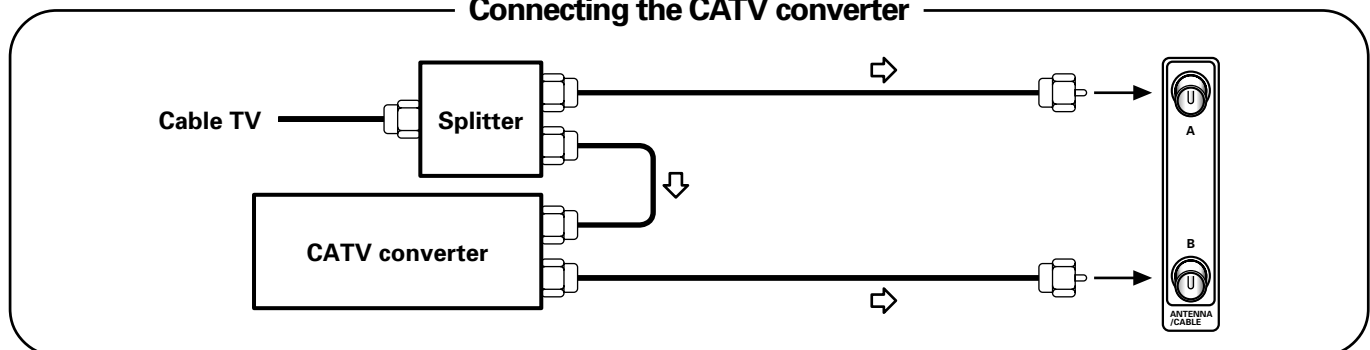 Connecting the CATV converter
Cable TV
Splitter
A
CATV converter
B
ANTENNA
/CABLE